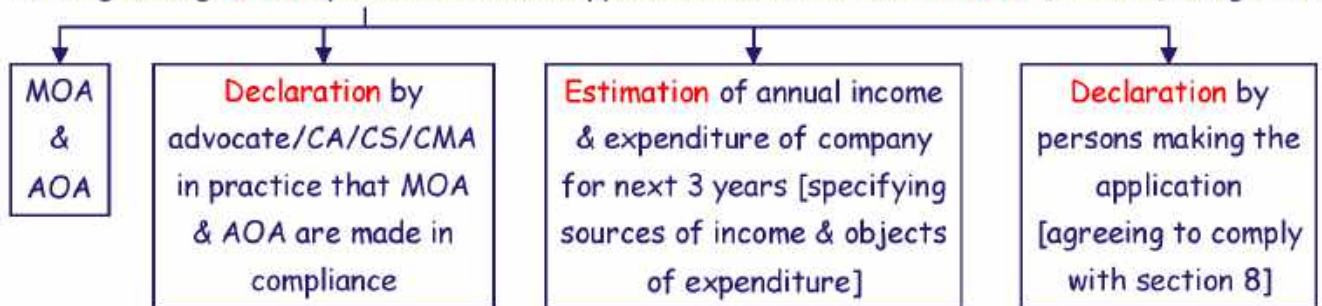 MOA
&
AOA
Declaration by
advocate/CA/CS/CMA
in practice that MOA
& AOA are made in
compliance
Estimation of annual income
& expenditure of company
for next 3 years [specifying
sources of income & objects
of expenditure]
Declaration by
persons making the
application
[agreeing to comply
with section 8]